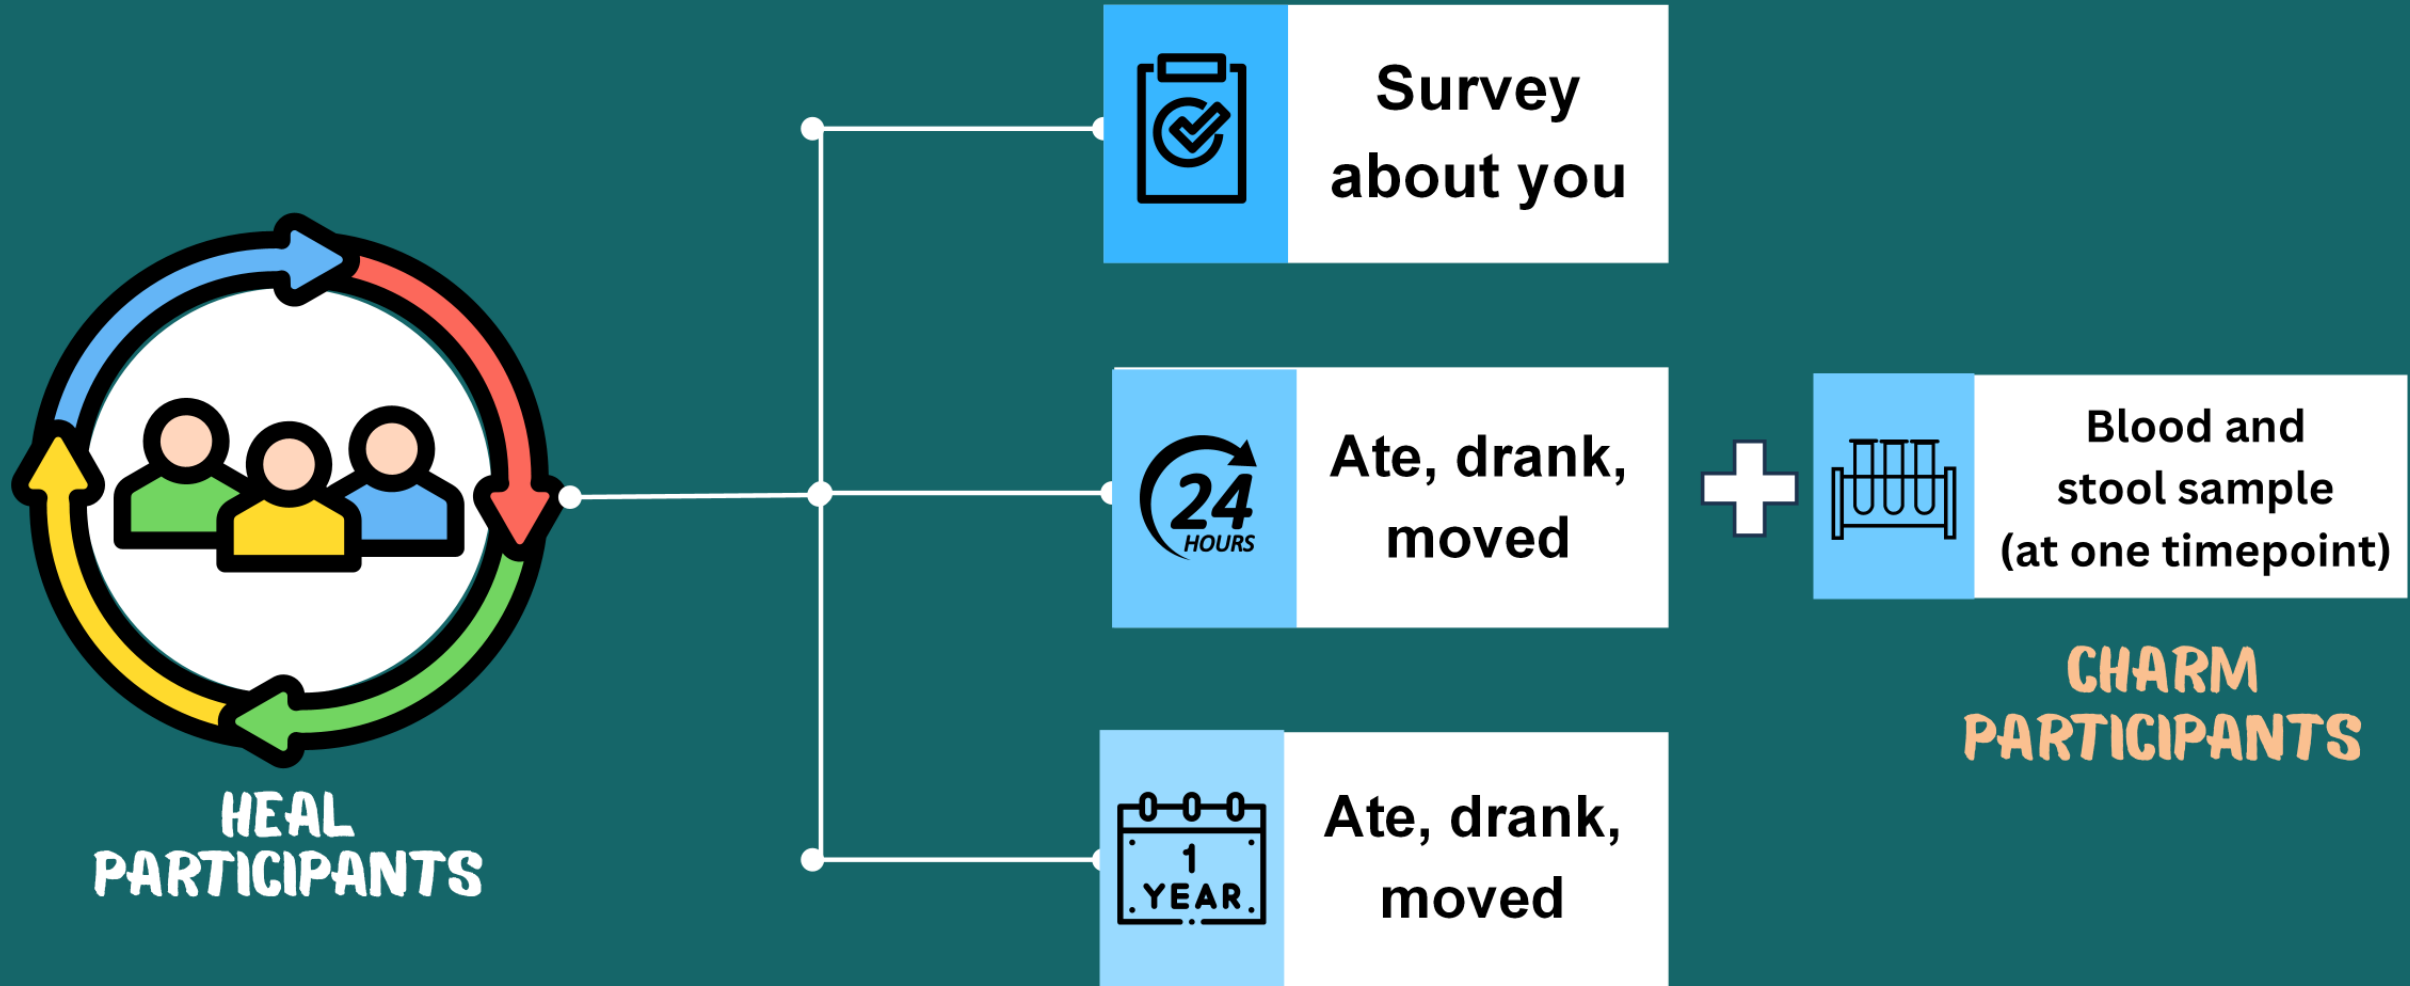 HEAL
PARTICIPANTS
Survey
about you
24
HOURS
Ate, drank,
moved
1
YEAR
Ate, drank,
moved
Blood and
stool sample
(at one timepoint)
CHARM
PARTICIPANTS